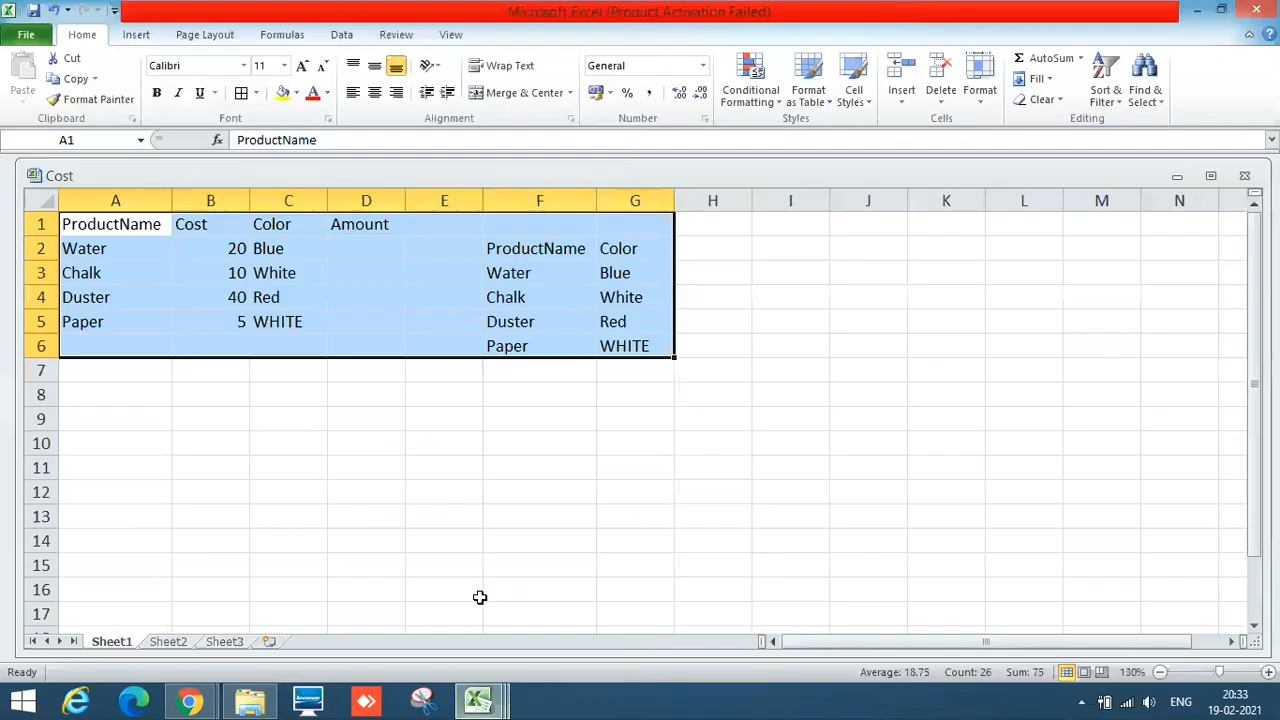 Microsoft Excel (Product Activation Failed)
File Home Insert Page Layout Formulas Data Review View
Paste
Cut
Copy
Format Painter
Clipboard
Calibri 11
B I U A
Font
Wrap Text
Merge & Center
Alignment
General
% ,
Number
Conditional Formatting
Format as Table
Cell Styles
Styles
Insert Delete Format
Cells
Σ AutoSum
Fill
Clear
Sort & Filter
Find & Select
Editing
A1 fx ProductName
Cost
A B C D E F G H I J K L M N
1 ProductName Cost Color Amount
2 Water 20 Blue ProductName Color
3 Chalk 10 White Water Blue
4 Duster 40 Red Chalk White
5 Paper 5 WHITE Duster Red
6 Paper WHITE
7
8
9
10
11
12
13
14
15
16
17
Sheet1 Sheet2 Sheet3
Ready Average: 18.75 Count: 26 Sum: 75 130%
ENG 20:33
19-02-2021